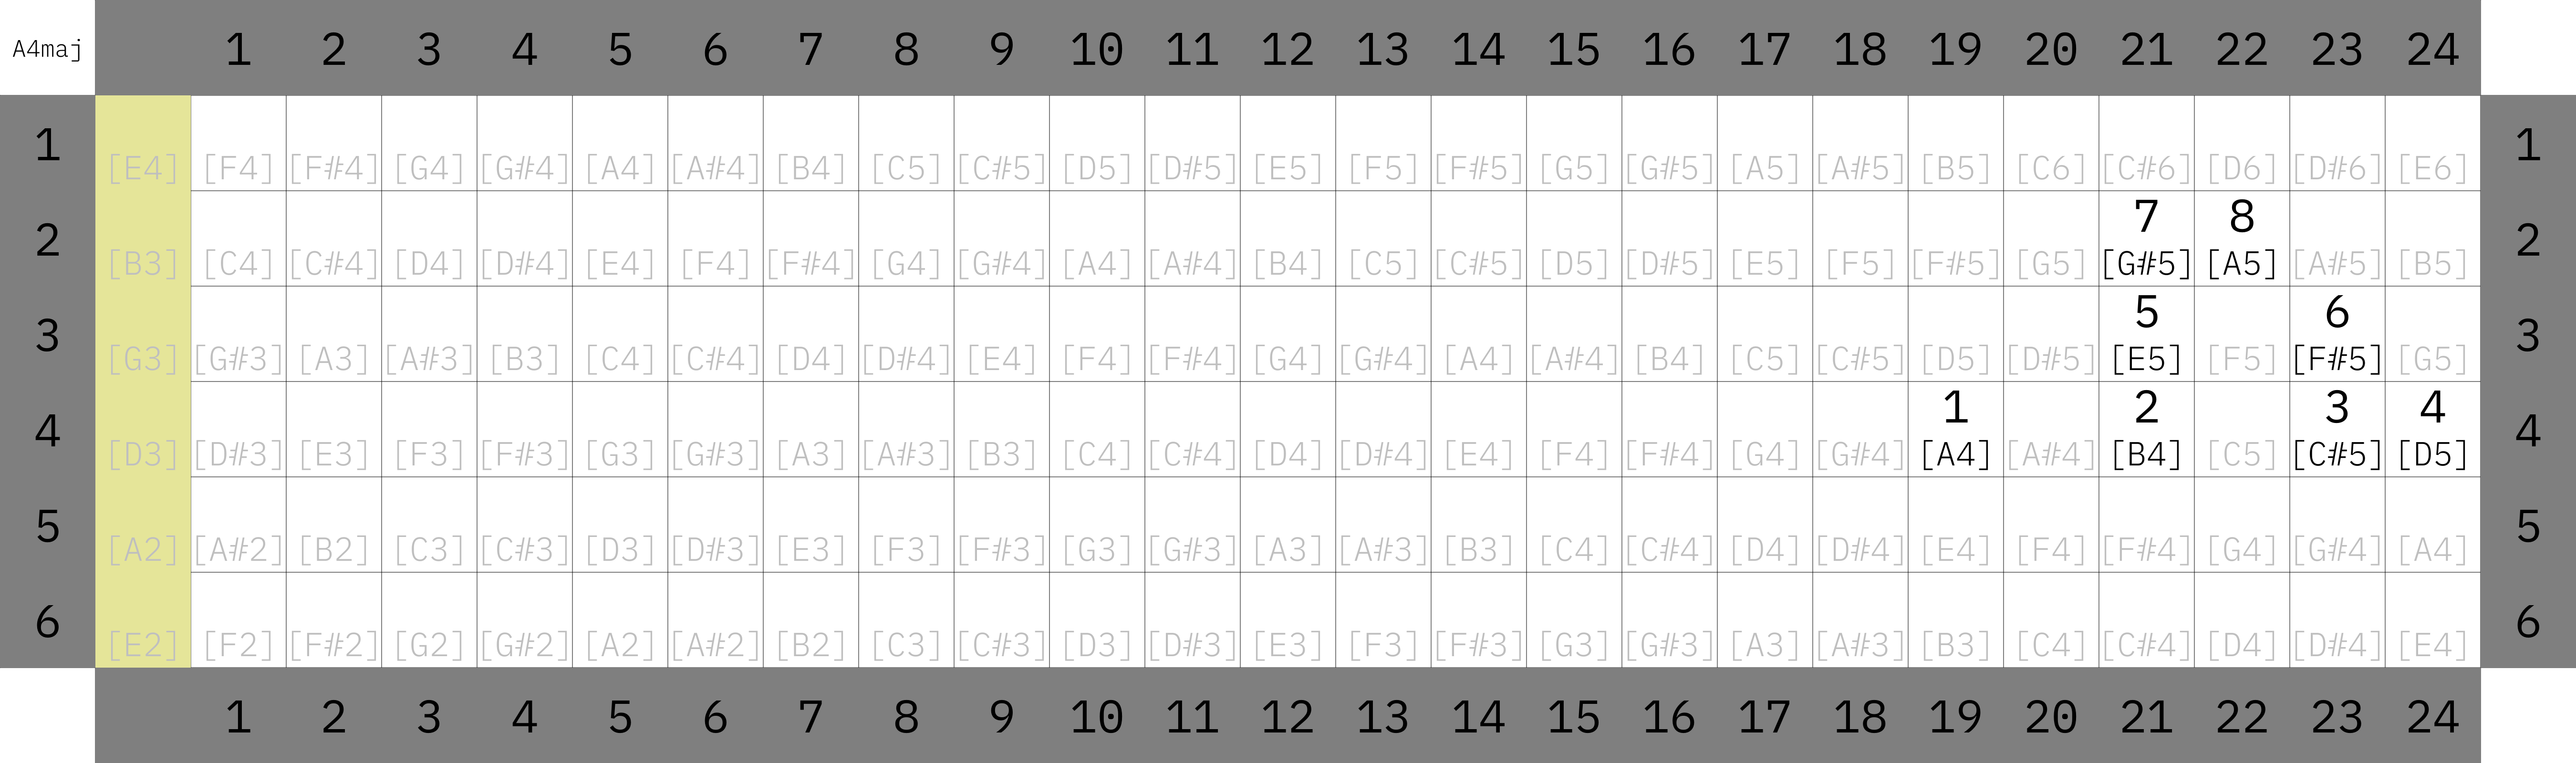 A4maj 1 2 3 4 5 6 7 8 9 10 11 12 13 14 15 16 17 18 19 20 21 22 23 24
1 [E4] [F4] [F#4] [G4] [G#4] [A4] [A#4] [B4] [C5] [C#5] [D5] [D#5] [E5] [F5] [F#5] [G5] [G#5] [A5] [A#5] [B5] [C6] [C#6] [D6] [D#6] [E6] 1
7 8
2 [B3] [C4] [C#4] [D4] [D#4] [E4] [F4] [F#4] [G4] [G#4] [A4] [A#4] [B4] [C5] [C#5] [D5] [D#5] [E5] [F5] [F#5] [G5] [G#5] [A5] [A#5] [B5] 2
5 6
3 [G3] [G#3] [A3] [A#3] [B3] [C4] [C#4] [D4] [D#4] [E4] [F4] [F#4] [G4] [G#4] [A4] [A#4] [B4] [C5] [C#5] [D5] [D#5] [E5] [F5] [F#5] [G5] 3
1 2 3 4
4 [D3] [D#3] [E3] [F3] [F#3] [G3] [G#3] [A3] [A#3] [B3] [C4] [C#4] [D4] [D#4] [E4] [F4] [F#4] [G4] [G#4] [A4] [A#4] [B4] [C5] [C#5] [D5] 4
5 [A2] [A#2] [B2] [C3] [C#3] [D3] [D#3] [E3] [F3] [F#3] [G3] [G#3] [A3] [A#3] [B3] [C4] [C#4] [D4] [D#4] [E4] [F4] [F#4] [G4] [G#4] [A4] 5
6 [E2] [F2] [F#2] [G2] [G#2] [A2] [A#2] [B2] [C3] [C#3] [D3] [D#3] [E3] [F3] [F#3] [G3] [G#3] [A3] [A#3] [B3] [C4] [C#4] [D4] [D#4] [E4] 6
1 2 3 4 5 6 7 8 9 10 11 12 13 14 15 16 17 18 19 20 21 22 23 24